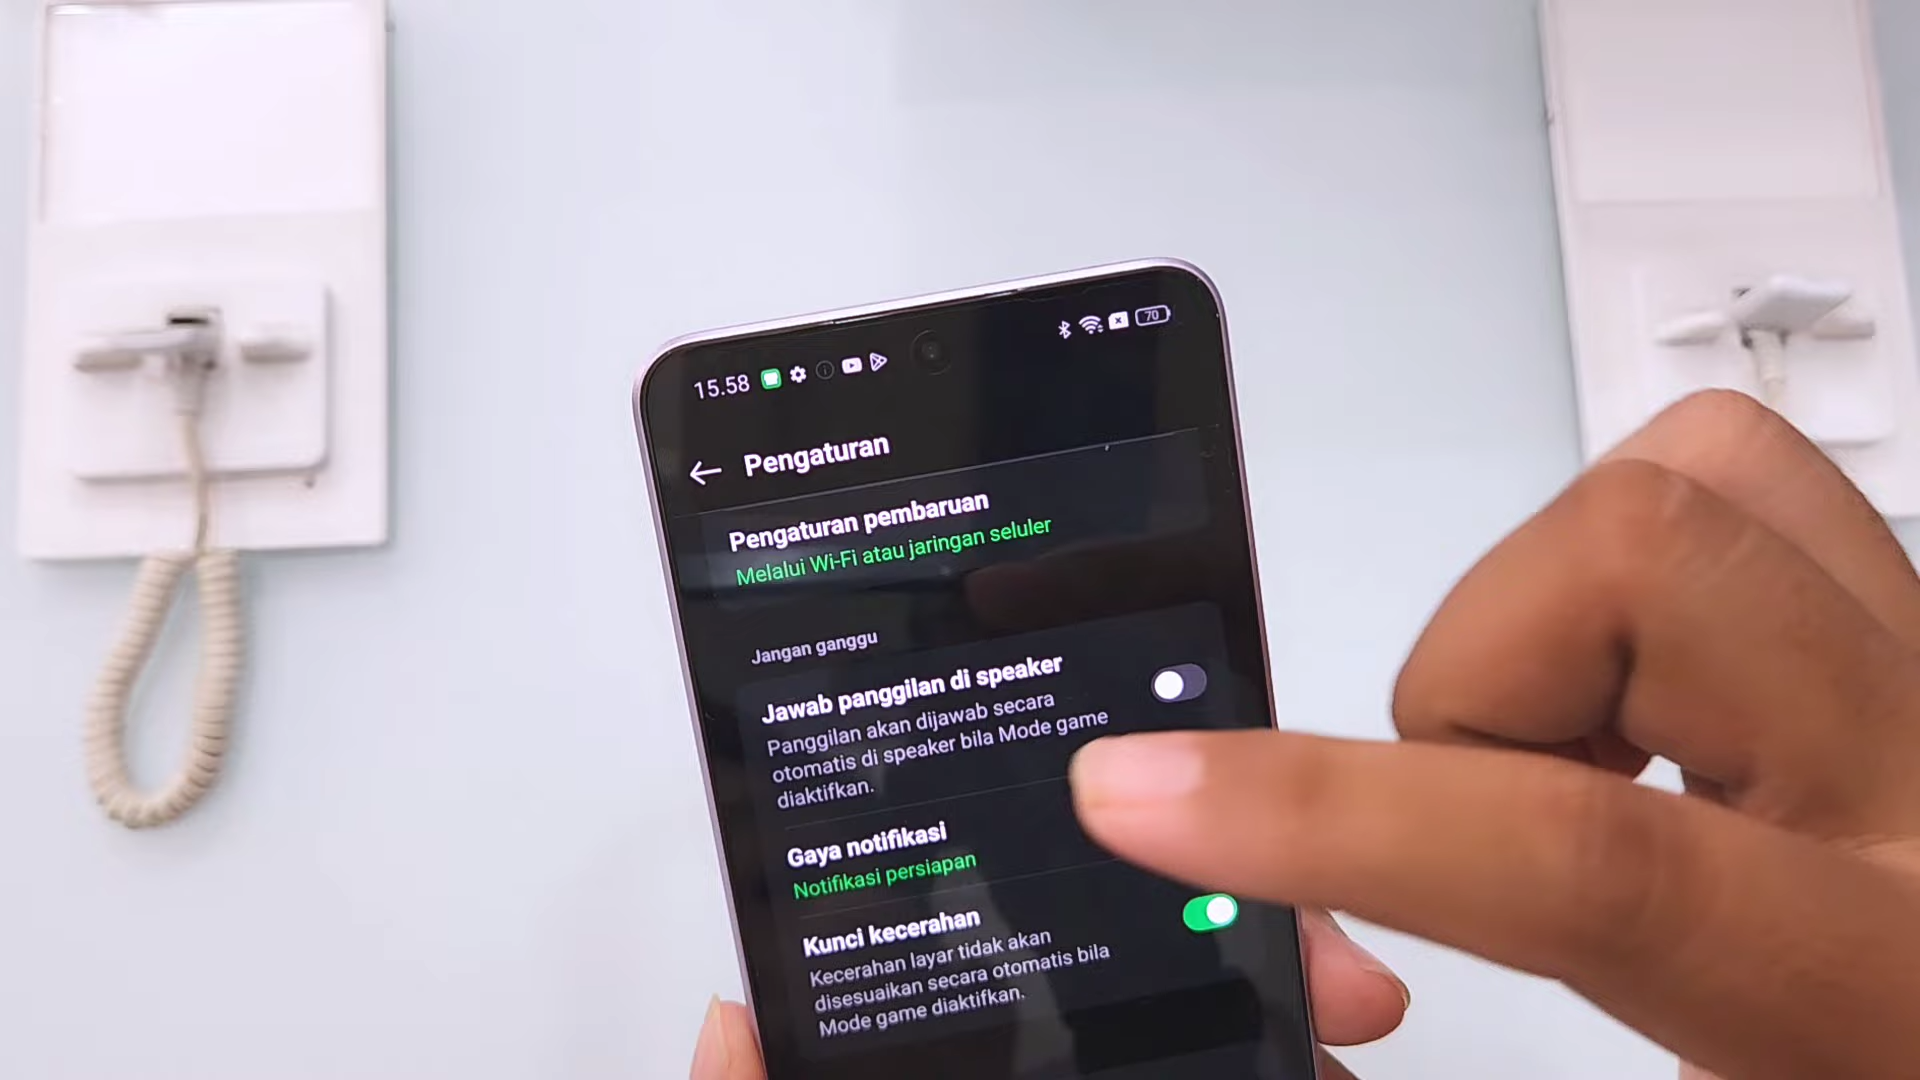 15.58
70
Pengaturan
Pengaturan pembaruan
Melalui Wi-Fi atau jaringan seluler
Jangan ganggu
Jawab panggilan di speaker
Panggilan akan dijawab secara
otomatis di speaker bila Mode game
diaktifkan.
Gaya notifikasi
Notifikasi persiapan
Kunci kecerahan
Kecerahan layar tidak akan
disesuaikan secara otomatis bila
Mode game diaktifkan.